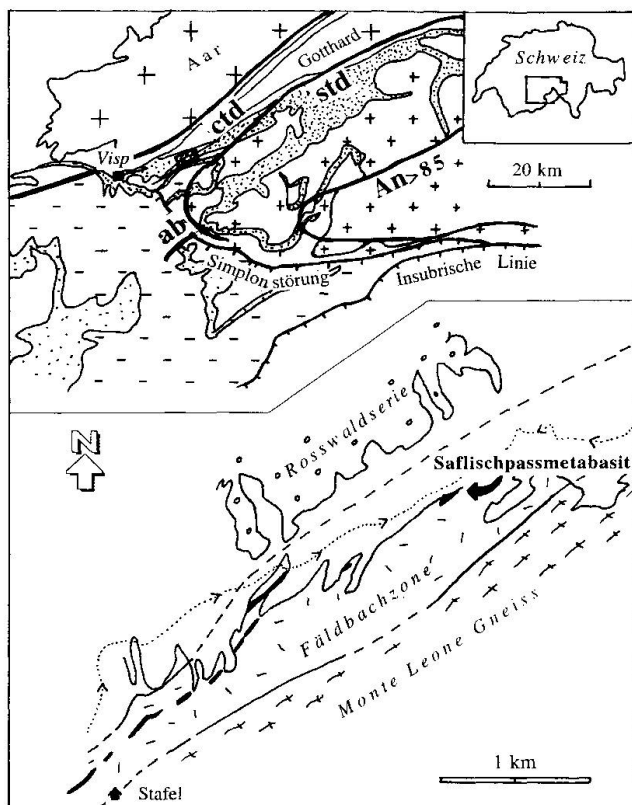 Aar
Gotthard
Schweiz
ctd
std
Visp
20 km
An>85
ab
Simplon störung
Insubrische Linie
N
Rosswaldserie
Saflischpassmetabasit
Fäldbachzone
Monte Leone Gneiss
1 km
Stafel